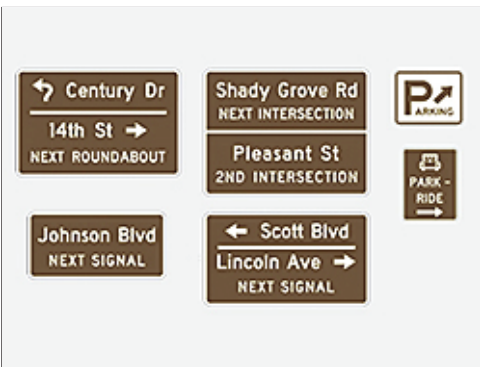 Century Dr
14th St
NEXT ROUNDABOUT
Shady Grove Rd
NEXT INTERSECTION
Pleasant St
2ND INTERSECTION
PARKING
PARK -
RIDE
Johnson Blvd
NEXT SIGNAL
Scott Blvd
Lincoln Ave
NEXT SIGNAL